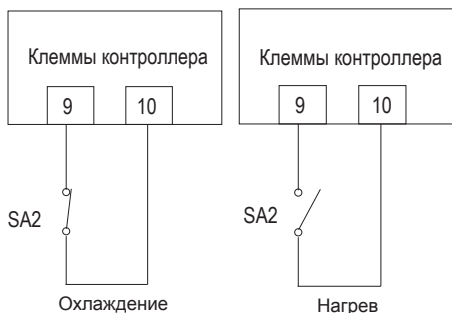 Клеммы контроллера
9 10
SA2
Охлаждение
Клеммы контроллера
9 10
SA2
Нагрев